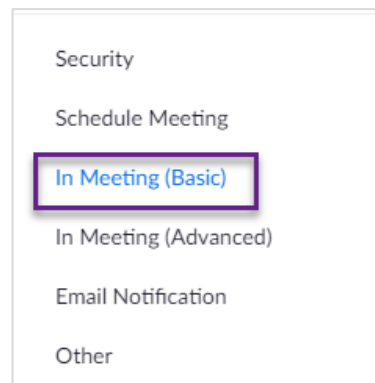 Security
Schedule Meeting
In Meeting (Basic)
In Meeting (Advanced)
Email Notification
Other